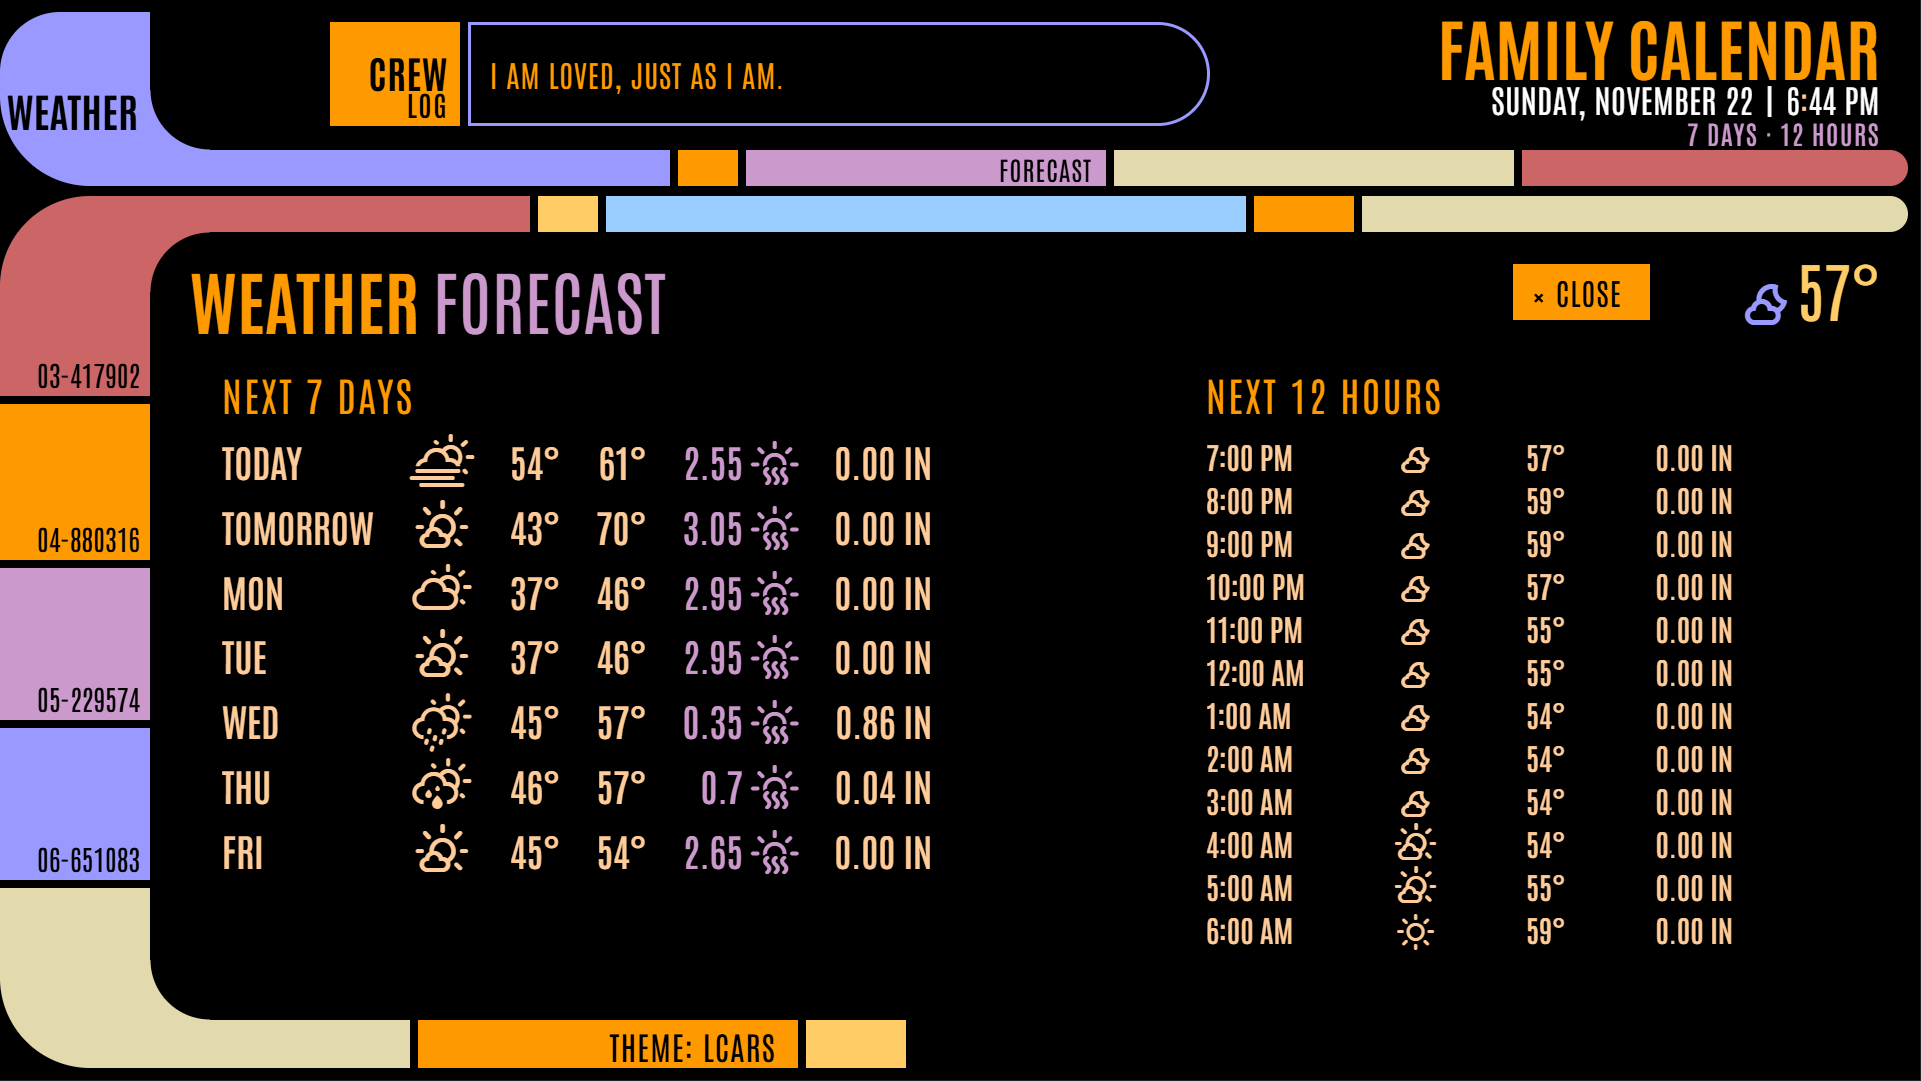 WEATHER
CREW
LOG
I AM LOVED, JUST AS I AM.
FAMILY CALENDAR
SUNDAY, NOVEMBER 22 | 6:44 PM
7 DAYS · 12 HOURS
FORECAST
WEATHER FORECAST
× CLOSE
57°
03-417902
04-880316
05-229574
06-651083
NEXT 7 DAYS
TODAY 54° 61° 2.55 0.00 IN
TOMORROW 43° 70° 3.05 0.00 IN
MON 37° 46° 2.95 0.00 IN
TUE 37° 46° 2.95 0.00 IN
WED 45° 57° 0.35 0.86 IN
THU 46° 57° 0.7 0.04 IN
FRI 45° 54° 2.65 0.00 IN
NEXT 12 HOURS
7:00 PM 57° 0.00 IN
8:00 PM 59° 0.00 IN
9:00 PM 59° 0.00 IN
10:00 PM 57° 0.00 IN
11:00 PM 55° 0.00 IN
12:00 AM 55° 0.00 IN
1:00 AM 54° 0.00 IN
2:00 AM 54° 0.00 IN
3:00 AM 54° 0.00 IN
4:00 AM 54° 0.00 IN
5:00 AM 55° 0.00 IN
6:00 AM 59° 0.00 IN
THEME: LCARS